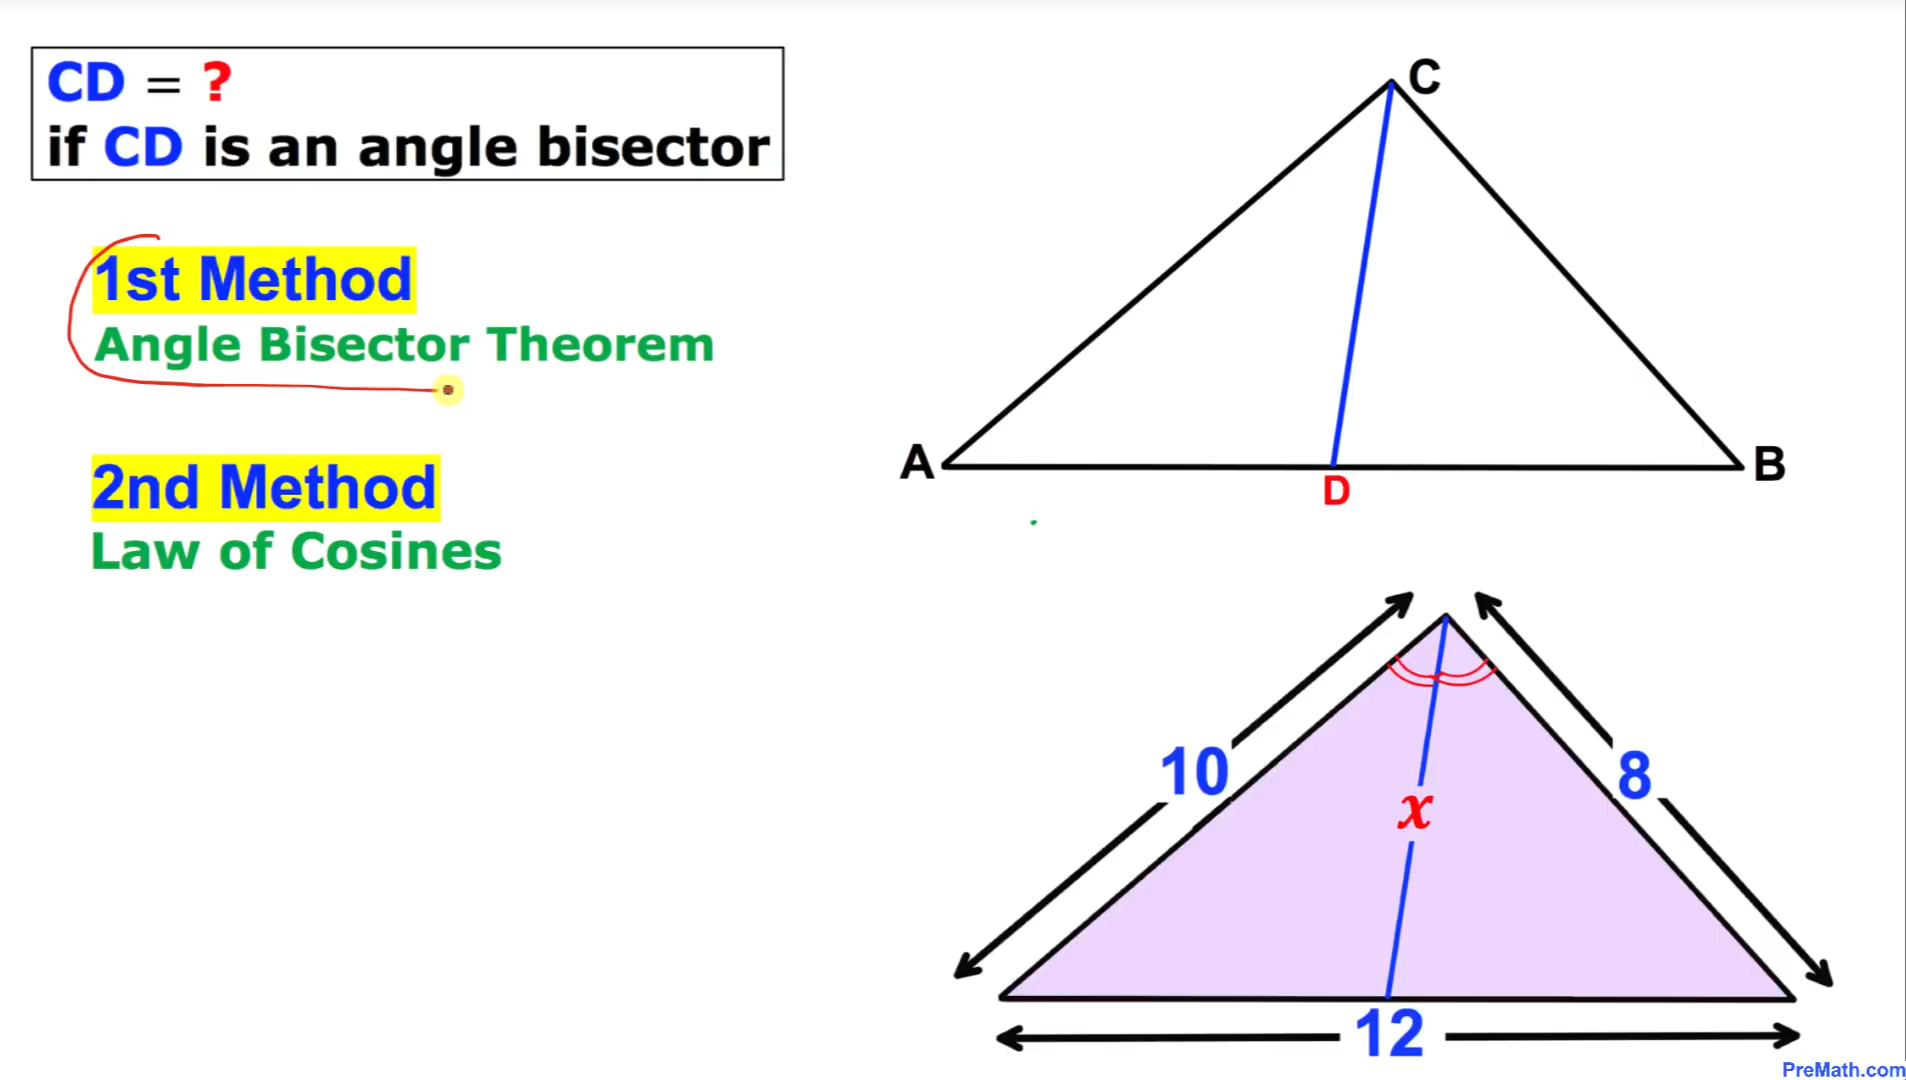 CD = ?
if CD is an angle bisector
1st Method
Angle Bisector Theorem
2nd Method
Law of Cosines
C
A
B
D
10
8
x
12
PreMath.com